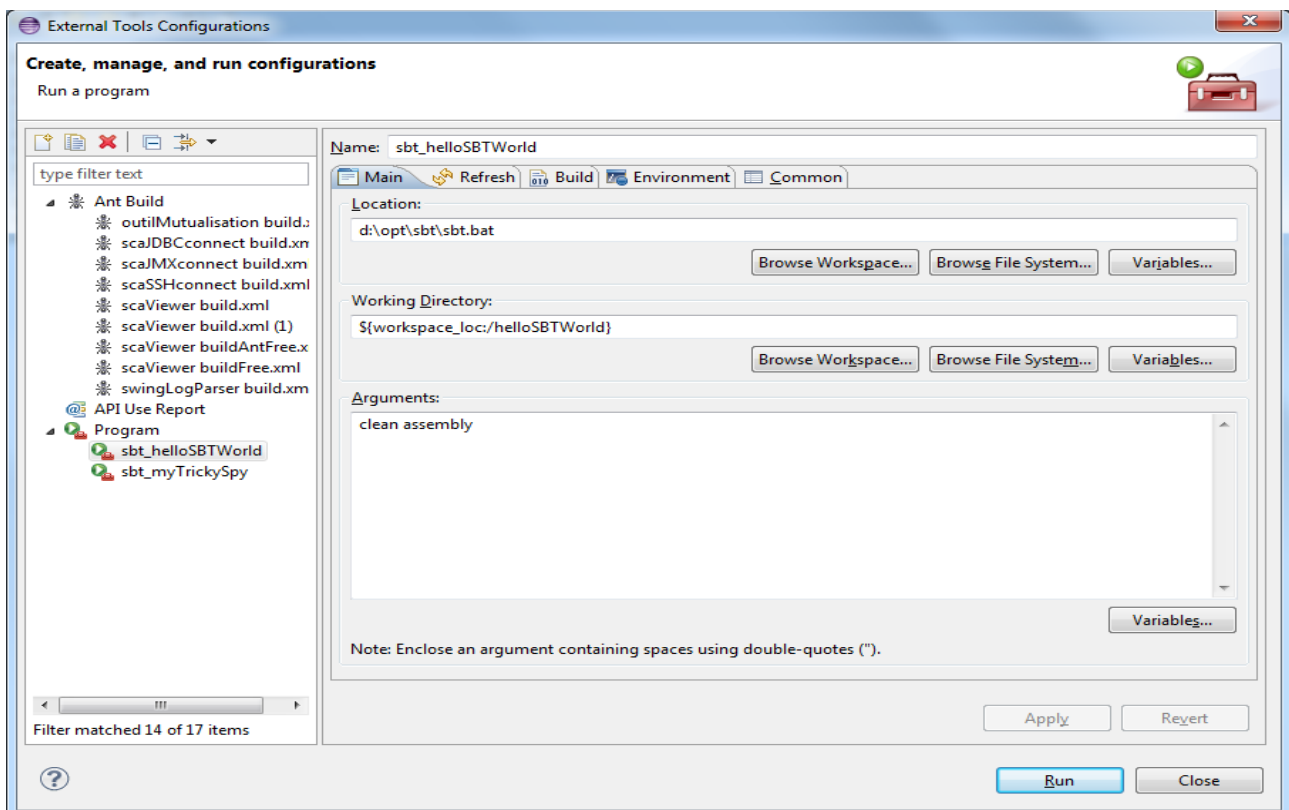 External Tools Configurations
Create, manage, and run configurations
Run a program
type filter text
Ant Build
outilMutualisation build.
scaJDBCconnect build.xm
scaJMXconnect build.xm
scaSSHconnect build.xml
scaViewer build.xml
scaViewer build.xml (1)
scaViewer buildAntFree.x
scaViewer buildFree.xml
swingLogParser build.xm
API Use Report
Program
sbt_helloSBTWorld
sbt_myTrickySpy
Filter matched 14 of 17 items
Name: sbt_helloSBTWorld
Main Refresh Build Environment Common
Location:
d:\opt\sbt\sbt.bat
Browse Workspace... Browse File System... Variables...
Working Directory:
${workspace_loc:/helloSBTWorld}
Browse Workspace... Browse File System... Variables...
Arguments:
clean assembly
Variables...
Note: Enclose an argument containing spaces using double-quotes (").
Apply Revert
Run Close